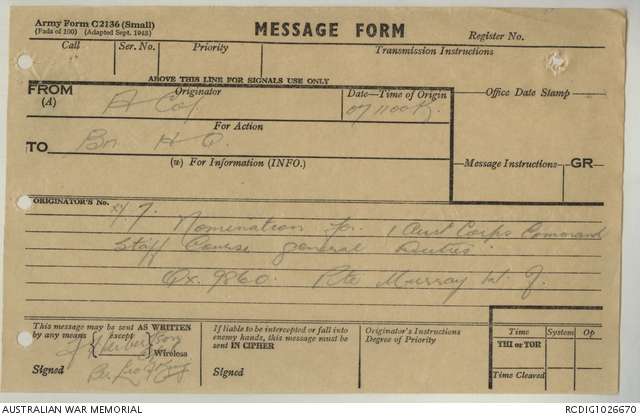 Army Form C2136 (Small)
(Pads of 100) (Adapted Sept. 1943)
MESSAGE FORM
Register No.
Call
Ser. No.
Priority
Transmission Instructions
ABOVE THIS LINE FOR SIGNALS USE ONLY
FROM
(A)
Originator
A Coy
Date—Time of Origin
071100K
Office Date Stamp
For Action
TO
Bn H Q.
(w) For Information (INFO.)
Message Instructions
GR
ORIGINATOR'S No.
Nomination for 1 Aust Corps Command
Staff Course General Duties
Qx. 9860. Pte Murray W. J.
This message may be sent AS WRITTEN
by any means
Except
Wireless
Signed
If liable to be intercepted or fall into
enemy hands, this message must be
sent IN CIPHER
Signed
Originator's Instructions
Degree of Priority
Time
System
Op
THI or TOR
Time Cleared
AUSTRALIAN WAR MEMORIAL
RCDIG1026670